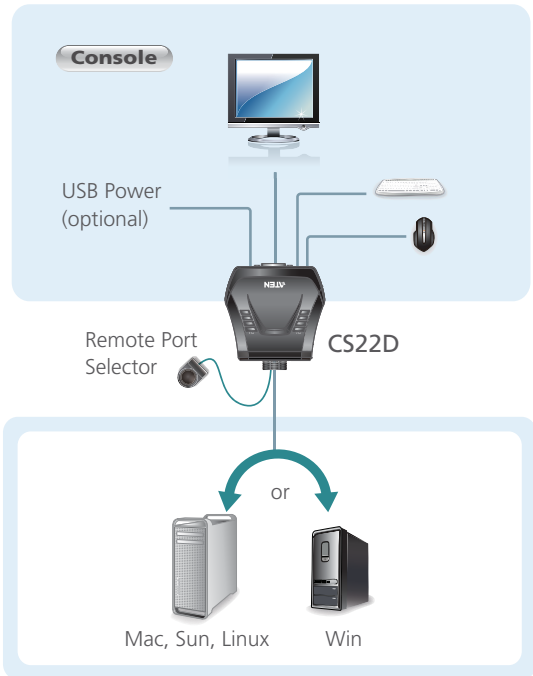 Console
USB Power
(optional)
ATEN
Remote Port
Selector
CS22D
or
Mac, Sun, Linux
Win